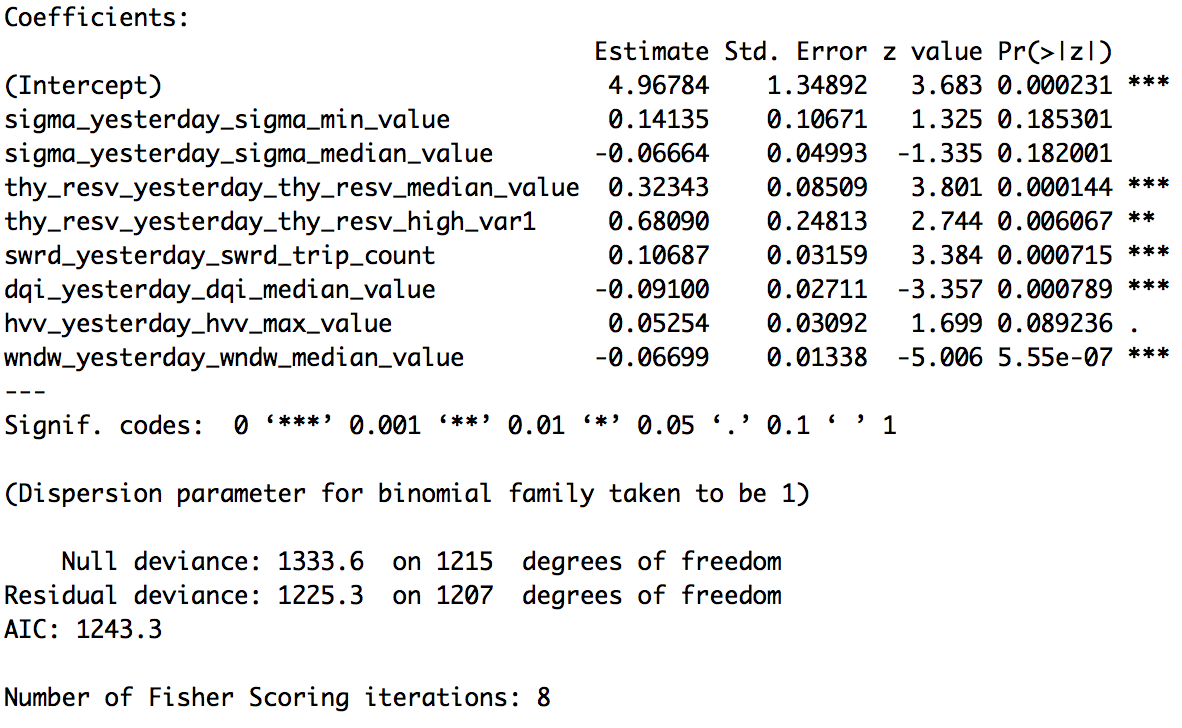 Coefficients:
Estimate Std. Error z value Pr(>|z|)
(Intercept) 4.96784 1.34892 3.683 0.000231 ***
sigma_yesterday_sigma_min_value 0.14135 0.10671 1.325 0.185301
sigma_yesterday_sigma_median_value -0.06664 0.04993 -1.335 0.182001
thy_resv_yesterday_thy_resv_median_value 0.32343 0.08509 3.801 0.000144 ***
thy_resv_yesterday_thy_resv_high_var1 0.68090 0.24813 2.744 0.006067 **
swrd_yesterday_swrd_trip_count 0.10687 0.03159 3.384 0.000715 ***
dqi_yesterday_dqi_median_value -0.09100 0.02711 -3.357 0.000789 ***
hvv_yesterday_hvv_max_value 0.05254 0.03092 1.699 0.089236 .
wndw_yesterday_wndw_median_value -0.06699 0.01338 -5.006 5.55e-07 ***
---
Signif. codes: 0 ‘***’ 0.001 ‘**’ 0.01 ‘*’ 0.05 ‘.’ 0.1 ‘ ’ 1
(Dispersion parameter for binomial family taken to be 1)
Null deviance: 1333.6 on 1215 degrees of freedom
Residual deviance: 1225.3 on 1207 degrees of freedom
AIC: 1243.3
Number of Fisher Scoring iterations: 8